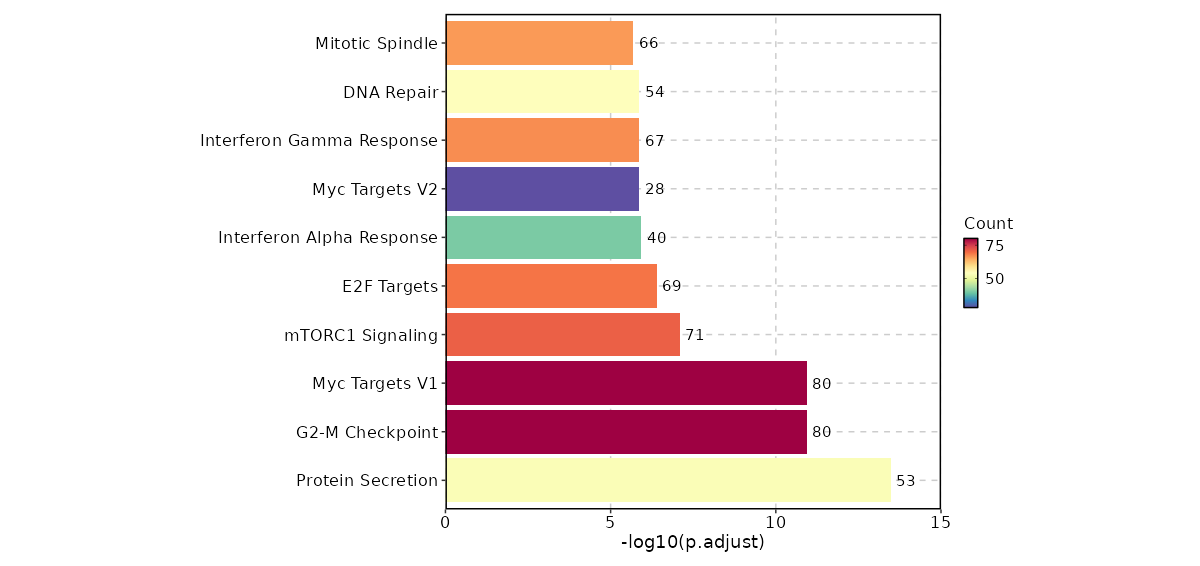 Mitotic Spindle 66
DNA Repair 54
Interferon Gamma Response 67
Myc Targets V2 28
Interferon Alpha Response 40
E2F Targets 69
mTORC1 Signaling 71
Myc Targets V1 80
G2-M Checkpoint 80
Protein Secretion 53
0 5 10 15
-log10(p.adjust)
Count
75
50